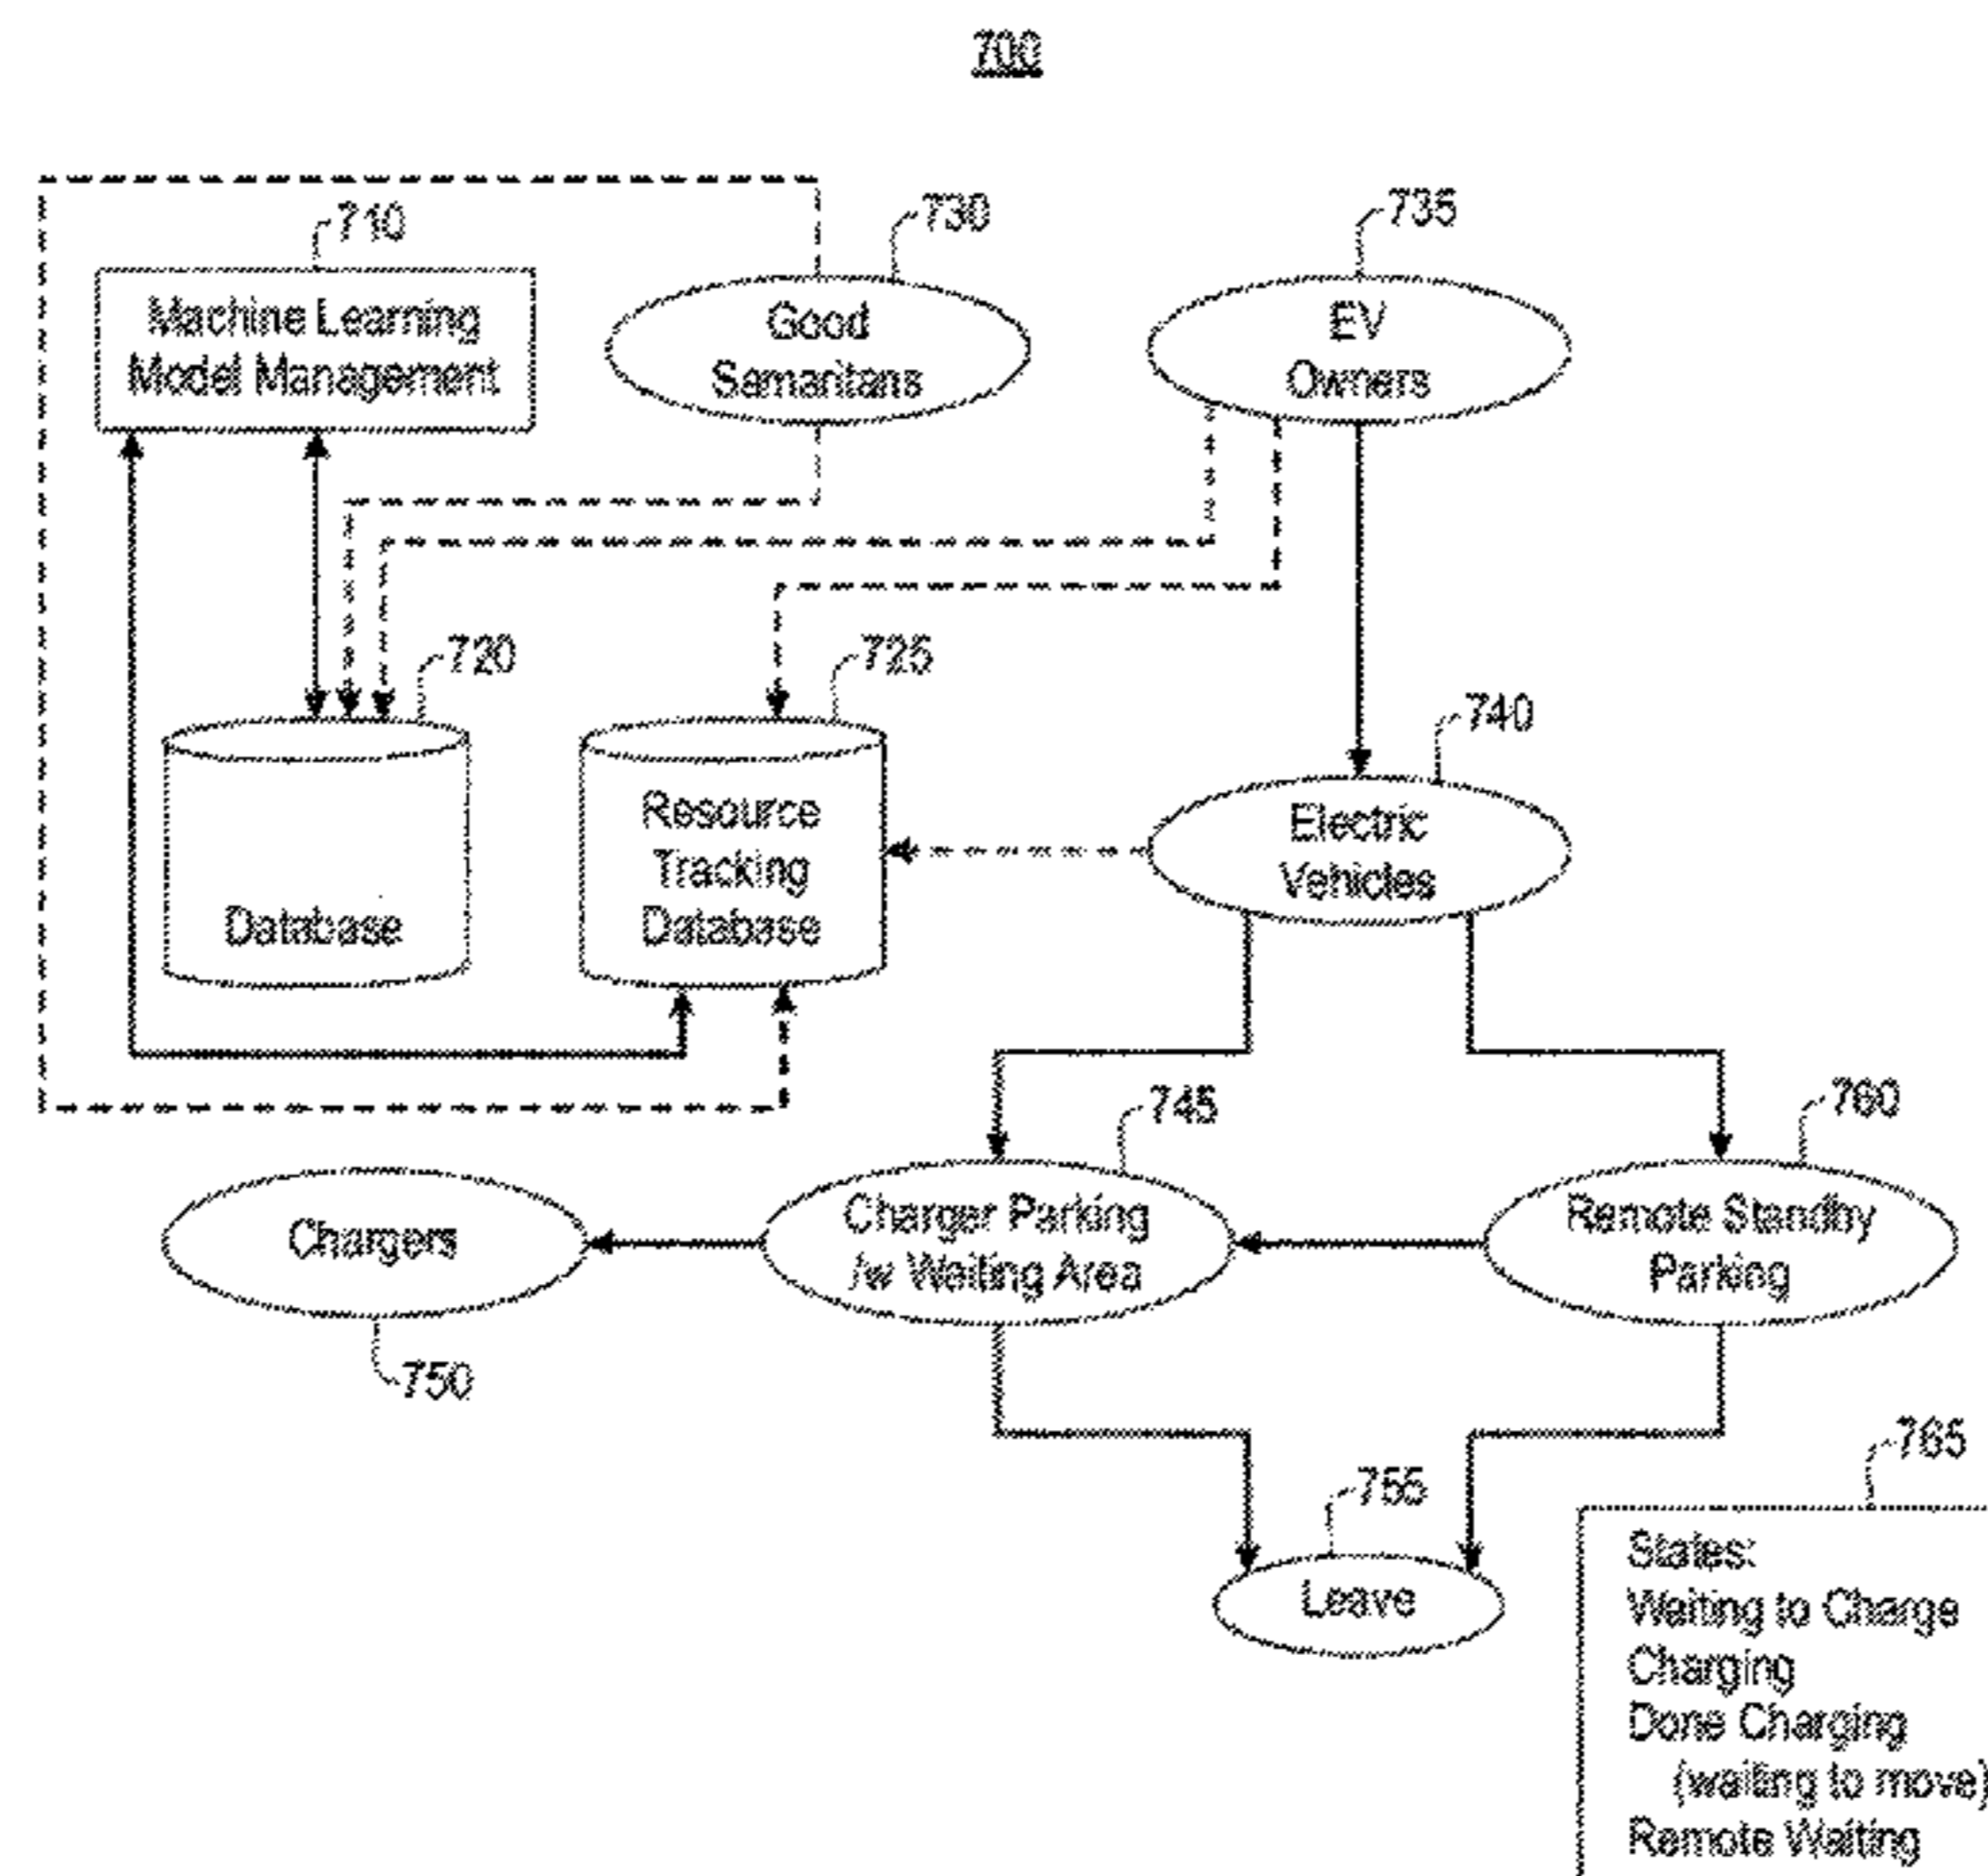 700
710
730
735
Machine Learning
Model Management
Good
Samaritans
EV
Owners
720
725
740
Database
Resource
Tracking
Database
Electric
Vehicles
745
760
Chargers
Charger Parking
/w Waiting Area
Remote Standby
Parking
750
755
765
Leave
States:
Waiting to Charge
Charging
Done Charging
(waiting to move)
Remote Waiting